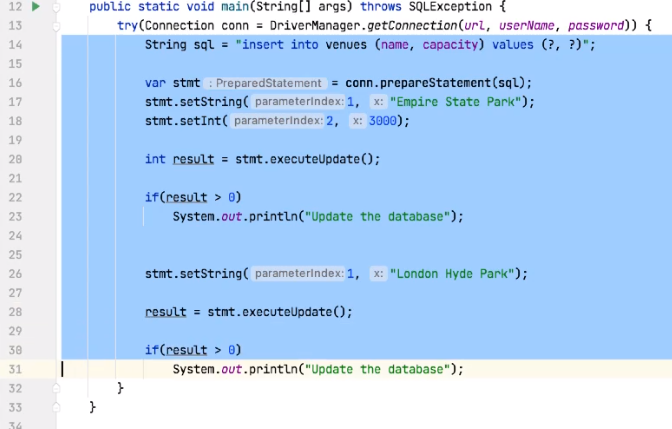 12 public static void main(String[] args) throws SQLException {
13 try(Connection conn = DriverManager.getConnection(url, userName, password)) {
14 String sql = "insert into venues (name, capacity) values (?, ?)";
15
16 var stmt : PreparedStatement = conn.prepareStatement(sql);
17 stmt.setString( parameterIndex: 1, x: "Empire State Park");
18 stmt.setInt( parameterIndex: 2, x: 3000);
19
20 int result = stmt.executeUpdate();
21
22 if(result > 0)
23 System.out.println("Update the database");
24
25
26 stmt.setString( parameterIndex: 1, x: "London Hyde Park");
27
28 result = stmt.executeUpdate();
29
30 if(result > 0)
31 System.out.println("Update the database");
32 }
33 }
34